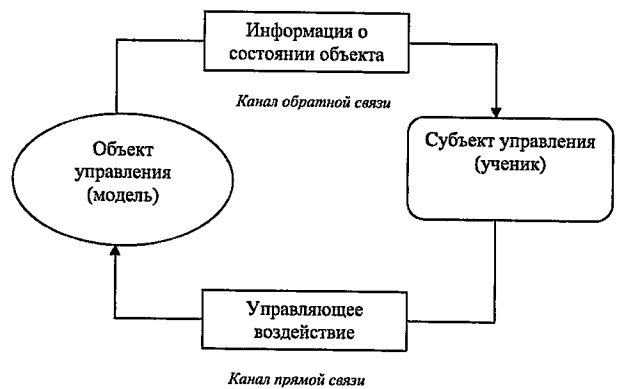 Информация о
состоянии объекта
Канал обратной связи
Объект
управления
(модель)
Субъект управления
(ученик)
Управляющее
воздействие
Канал прямой связи